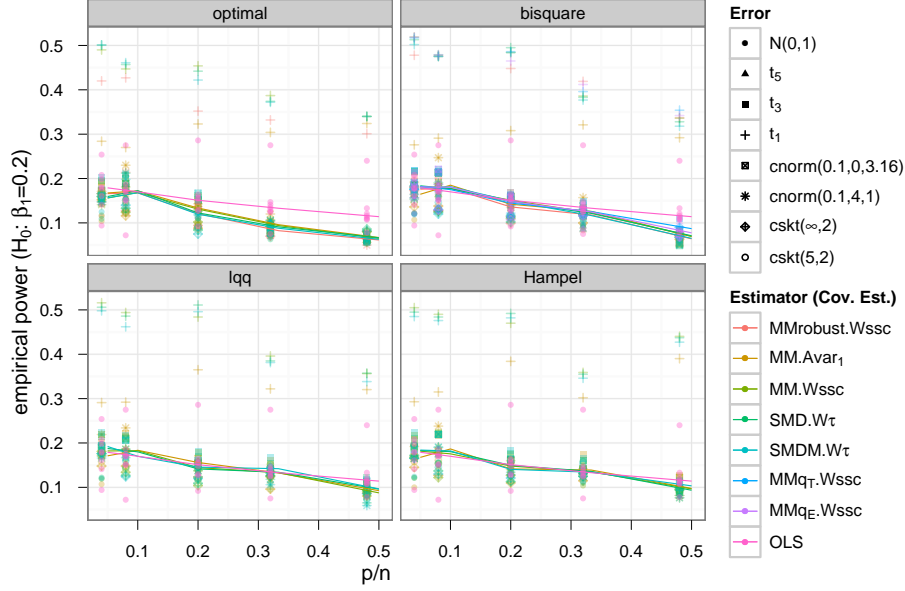 optimal
bisquare
0.5
0.4
0.3
0.2
0.1
lqq
Hampel
0.5
0.4
0.3
0.2
0.1
0.1 0.2 0.3 0.4 0.5
0.1 0.2 0.3 0.4 0.5
p/n
empirical power (H₀: β₁=0.2)
Error
N(0,1)
t₅
t₃
t₁
cnorm(0.1,0,3.16)
cnorm(0.1,4,1)
cskt(∞,2)
cskt(5,2)
Estimator (Cov. Est.)
MMrobust.Wssc
MM.Avar₁
MM.Wssc
SMD.Wτ
SMDM.Wτ
MMq_T.Wssc
MMq_E.Wssc
OLS